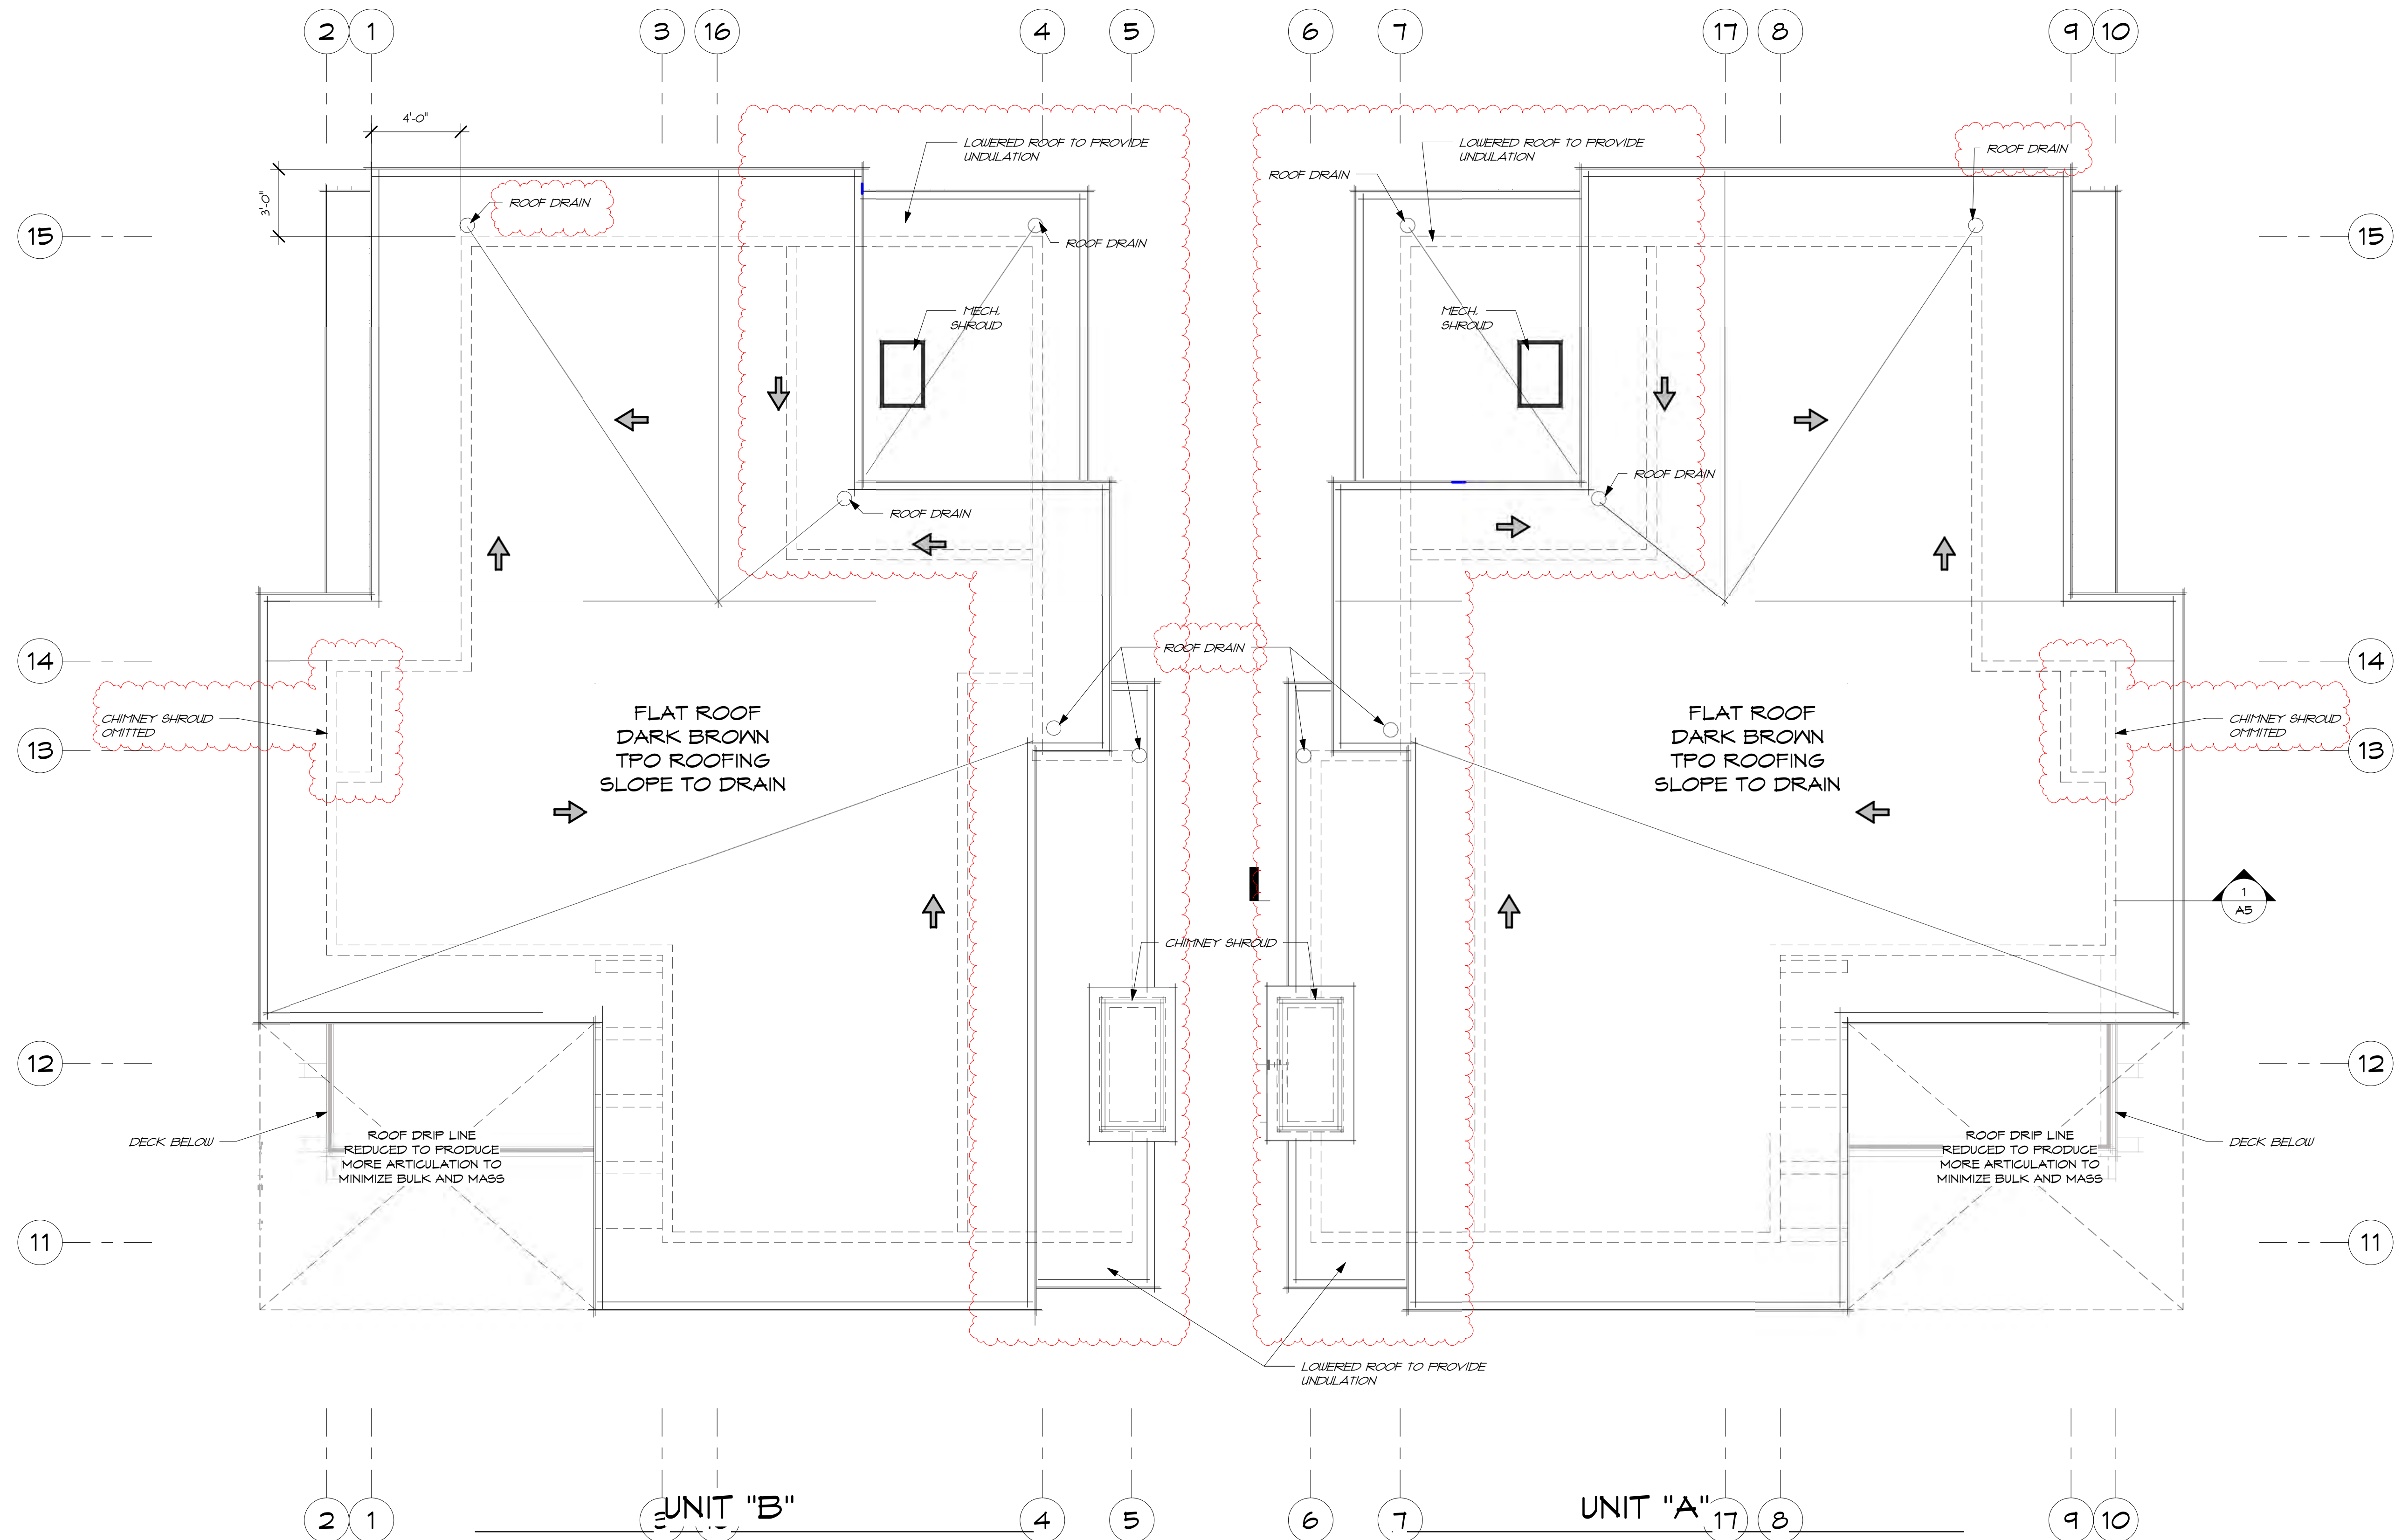 2 1 3 16 4 5 6 7 17 8 9 10
4'-0"
3'-0"
LOWERED ROOF TO PROVIDE
UNDULATION
LOWERED ROOF TO PROVIDE
UNDULATION
ROOF DRAIN
ROOF DRAIN
ROOF DRAIN
15
ROOF DRAIN
15
MECH.
SHROUD
MECH.
SHROUD
ROOF DRAIN
ROOF DRAIN
14
ROOF DRAIN
14
CHIMNEY SHROUD
OMITTED
FLAT ROOF
DARK BROWN
TPO ROOFING
SLOPE TO DRAIN
FLAT ROOF
DARK BROWN
TPO ROOFING
SLOPE TO DRAIN
CHIMNEY SHROUD
OMMITED
13
13
1
A5
CHIMNEY SHROUD
12
12
DECK BELOW
ROOF DRIP LINE
REDUCED TO PRODUCE
MORE ARTICULATION TO
MINIMIZE BULK AND MASS
ROOF DRIP LINE
REDUCED TO PRODUCE
MORE ARTICULATION TO
MINIMIZE BULK AND MASS
DECK BELOW
11
11
LOWERED ROOF TO PROVIDE
UNDULATION
UNIT "B"
UNIT "A"
2 1 4 5 6 7 17 8 9 10